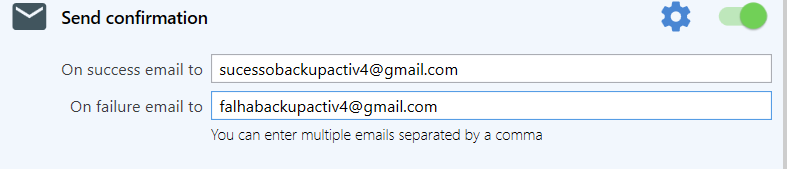 Send confirmation
On success email to sucessobackupactiv4@gmail.com
On failure email to falhabackupactiv4@gmail.com
You can enter multiple emails separated by a comma